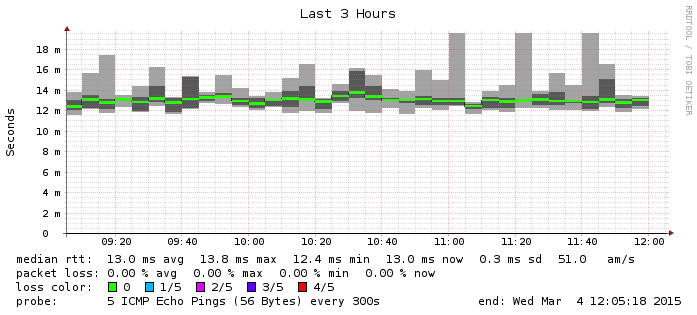 Last 3 Hours
RRDTOOL / TOBI OETIKER
Seconds
18 m
16 m
14 m
12 m
10 m
8 m
6 m
4 m
2 m
0
09:20 09:40 10:00 10:20 10:40 11:00 11:20 11:40 12:00
median rtt: 13.0 ms avg 13.8 ms max 12.4 ms min 13.0 ms now 0.3 ms sd 51.0 am/s
packet loss: 0.00 % avg 0.00 % max 0.00 % min 0.00 % now
loss color: 0 1/5 2/5 3/5 4/5
probe: 5 ICMP Echo Pings (56 Bytes) every 300s end: Wed Mar 4 12:05:18 2015